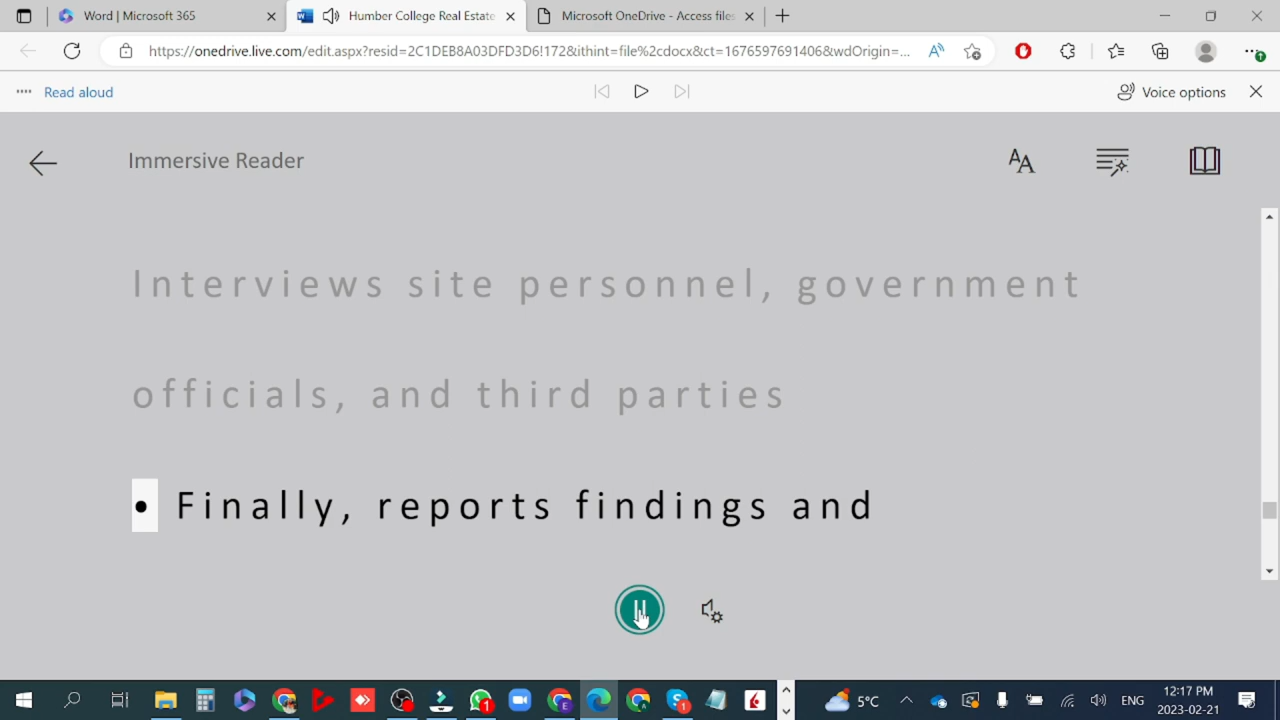 Word | Microsoft 365
Humber College Real Estate
Microsoft OneDrive - Access files
https://onedrive.live.com/edit.aspx?resid=2C1DEB8A03DFD3D6!172&ithint=file%2cdocx&ct=1676597691406&wdOrigin=...
Read aloud
Voice options
Immersive Reader
AA
Interviews site personnel, government
officials, and third parties
• Finally, reports findings and
5°C
ENG
12:17 PM
2023-02-21